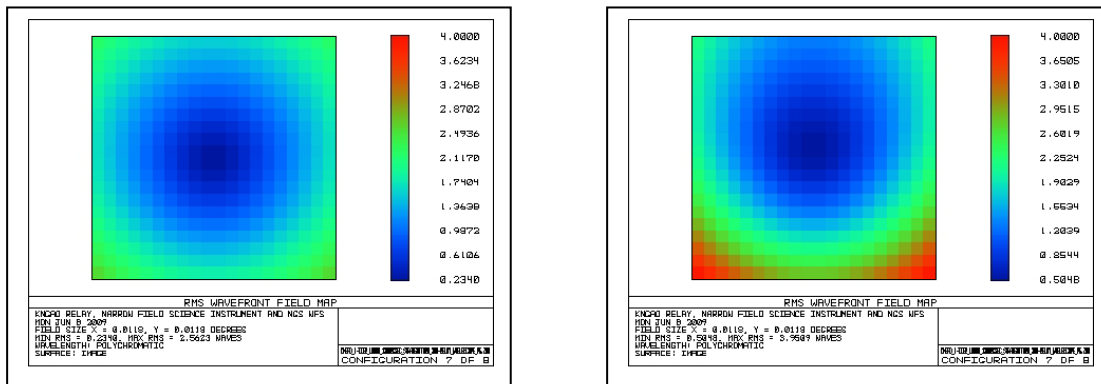 4.0000
3.6234
3.2468
2.8702
2.4936
2.1170
1.7404
1.3638
0.9872
0.6106
0.2340
RMS WAVEFRONT FIELD MAP
KNGAO RELAY, NARROW FIELD SCIENCE INSTRUMENT AND NGS WFS
MON JUN 8 2009
FIELD SIZE X = 0.0118, Y = 0.0118 DEGREES
MIN RMS = 0.2340, MAX RMS = 2.5623 WAVES
WAVELENGTH: POLYCHROMATIC
SURFACE: IMAGE
CONFIGURATION 7 OF 8
4.0000
3.6505
3.3010
2.9515
2.6019
2.2524
1.9029
1.5534
1.2039
0.8544
0.5048
RMS WAVEFRONT FIELD MAP
KNGAO RELAY, NARROW FIELD SCIENCE INSTRUMENT AND NGS WFS
MON JUN 8 2009
FIELD SIZE X = 0.0118, Y = 0.0118 DEGREES
MIN RMS = 0.5048, MAX RMS = 3.9589 WAVES
WAVELENGTH: POLYCHROMATIC
SURFACE: IMAGE
CONFIGURATION 7 OF 8